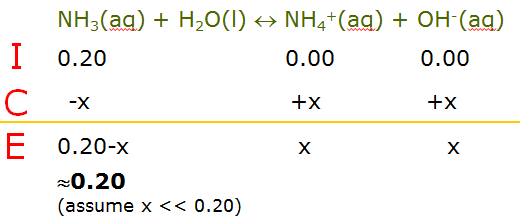 NH₃(aq) + H₂O(l) ↔ NH₄⁺(aq) + OH⁻(aq)
I 0.20 0.00 0.00
C -x +x +x
E 0.20-x x x
≈0.20
(assume x << 0.20)